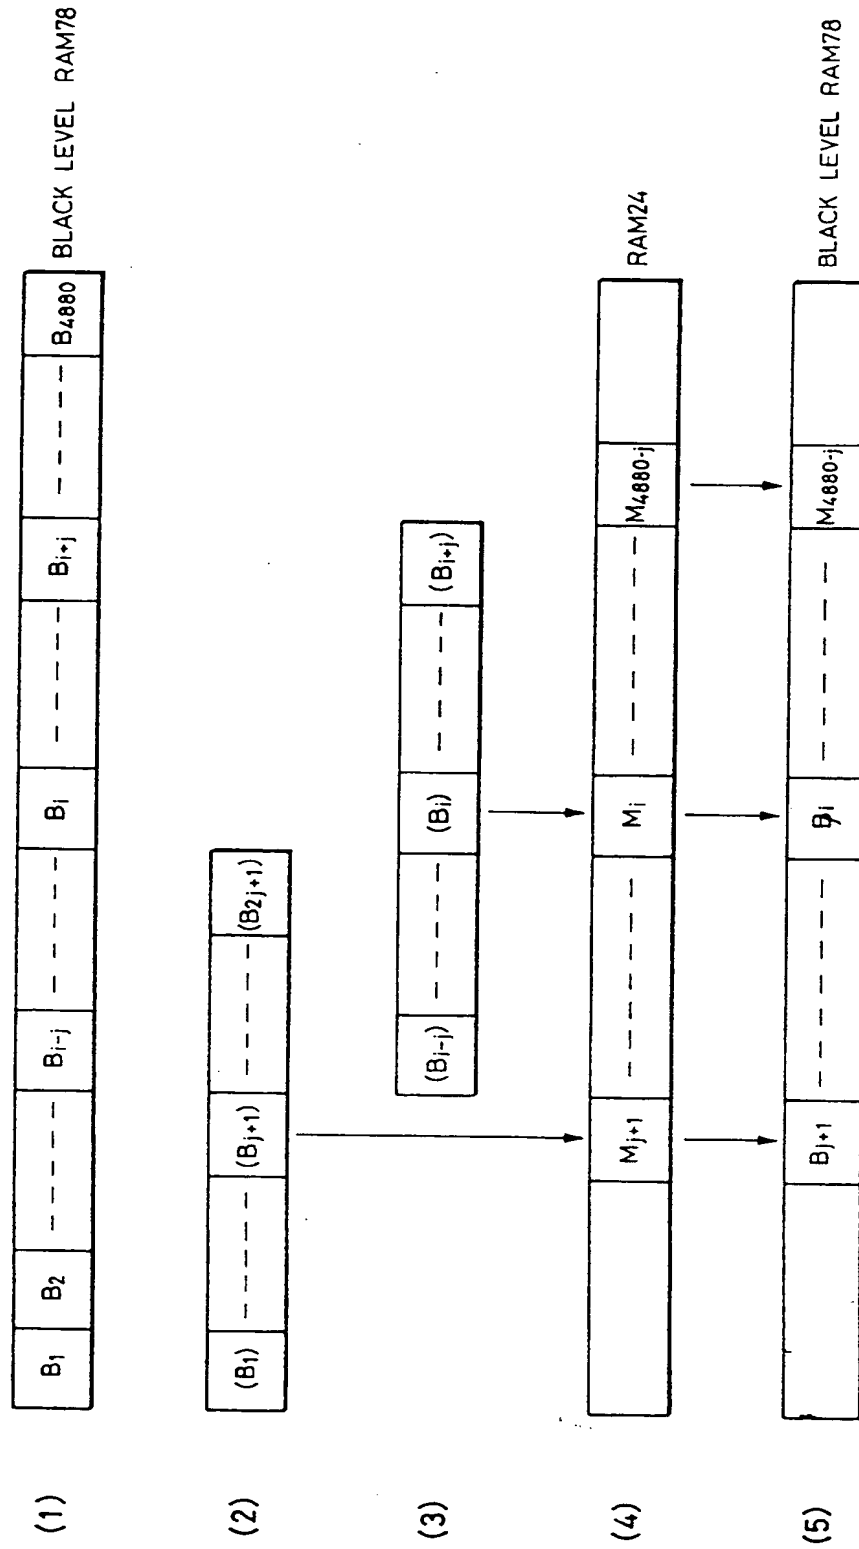 (1) B1 B2 ----- Bi-j ----- Bi ----- Bi+j ----- B4880 BLACK LEVEL RAM78
(2) (B1) ----- (Bj+1) ----- (B2j+1)
(3) (Bi-j) ----- (Bi) ----- (Bi+j)
(4) Mj+1 ------ Mi ------ M4880-j RAM24
(5) Bj+1 ------ Bi ------ M4880-j BLACK LEVEL RAM78